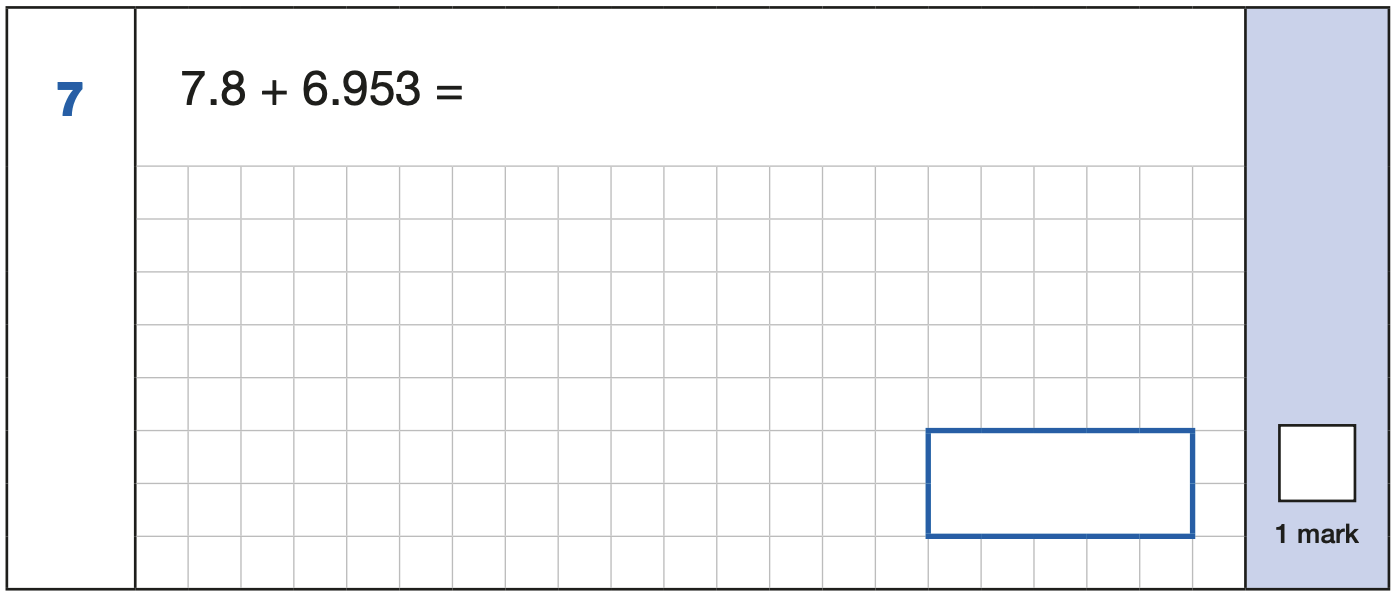 7
7.8 + 6.953 =
1 mark